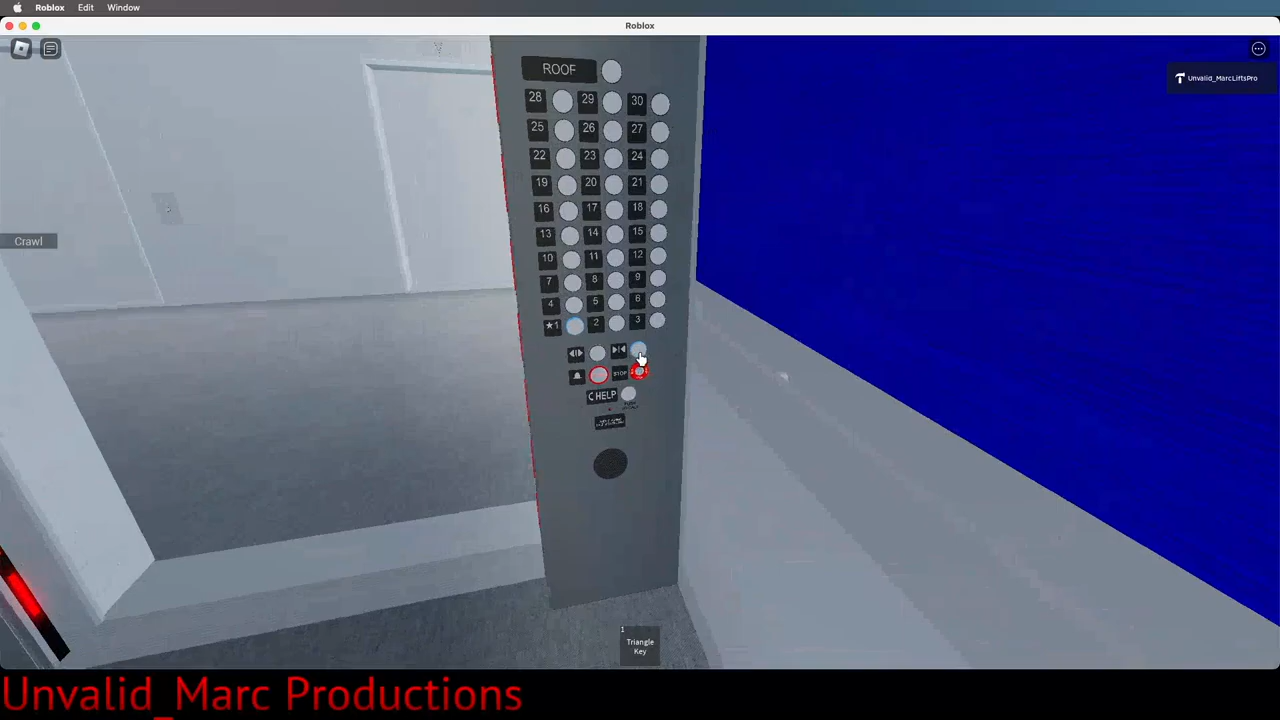 Roblox Edit Window
Roblox
Unvalid_MarcLiftsPro
ROOF
28 29 30
25 26 27
22 23 24
19 20 21
16 17 18
13 14 15
10 11 12
7 8 9
4 5 6
★1 2 3
STOP
HELP
Crawl
1
Triangle
Key
Unvalid_Marc Productions